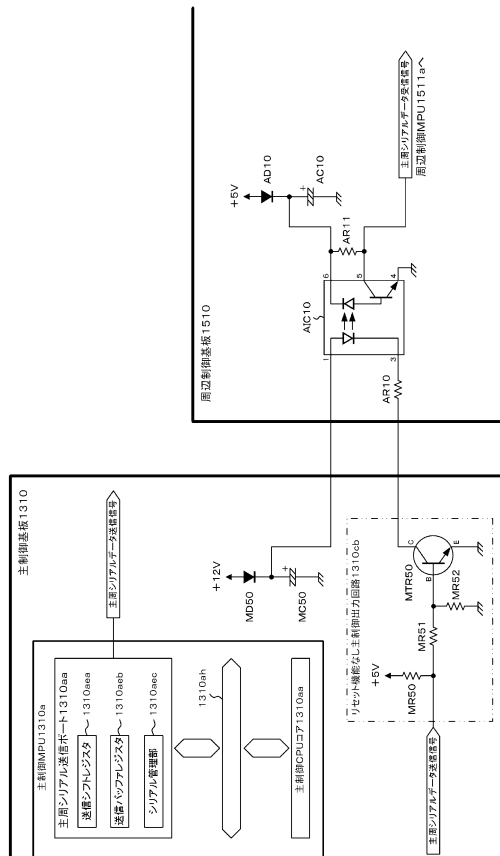 主制御基板1310
主制御MPU1310a
主周シリアル送信ポート1310aa
送信シフトレジスタ
1310aea
送信バッファレジスタ
1310aeb
シリアル管理部
1310aec
1310ah
主制御CPUコア1310aa
主周シリアルデータ送信信号
+12V
MD50
MC50
+
リセット機能なし主制御出力回路1310cb
+5V
MR50
MR51
MR52
MTR50
B
C
E
主周シリアルデータ送信信号
周辺制御基板1510
+5V
AD10
AC10
+
AR11
AIC10
1
3
4
5
6
AR10
主周シリアルデータ受信信号
周辺制御MPU1511aへ